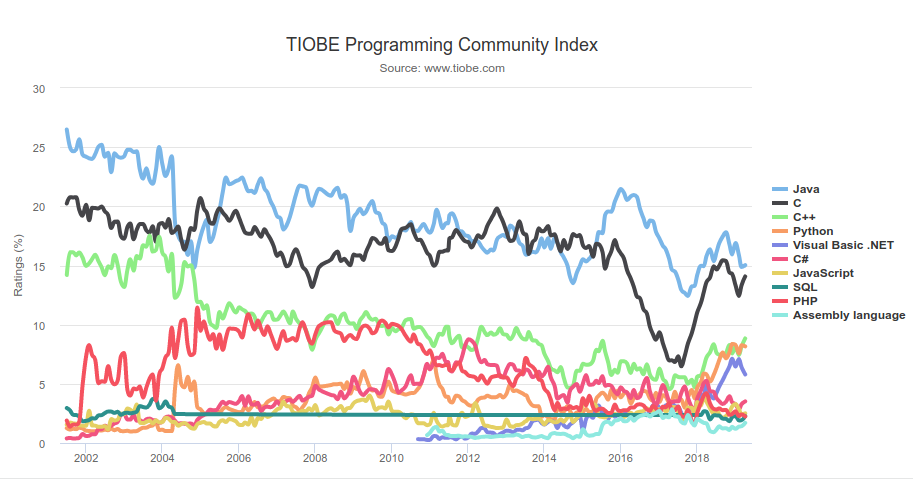 TIOBE Programming Community Index
Source: www.tiobe.com
Ratings (%)
30
25
20
15
10
5
0
2002 2004 2006 2008 2010 2012 2014 2016 2018
Java
C
C++
Python
Visual Basic .NET
C#
JavaScript
SQL
PHP
Assembly language